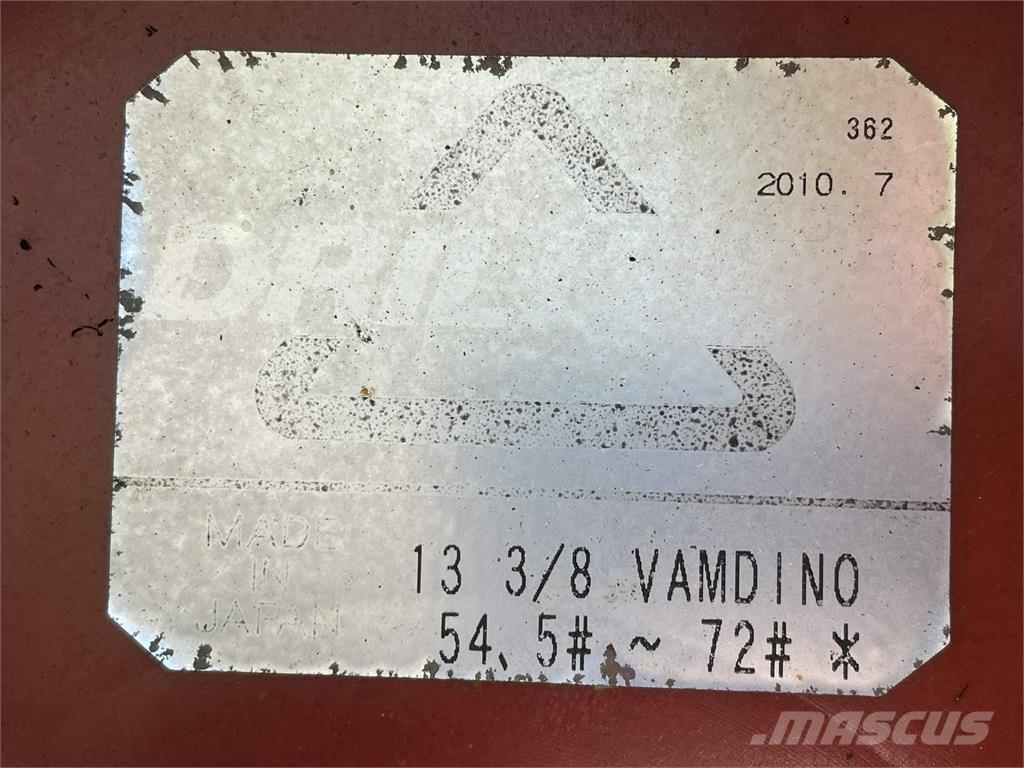 362
2010. 7
MADE
IN
JAPAN
13 3/8 VAMDINO
54.5# ~ 72# *
MASCUS